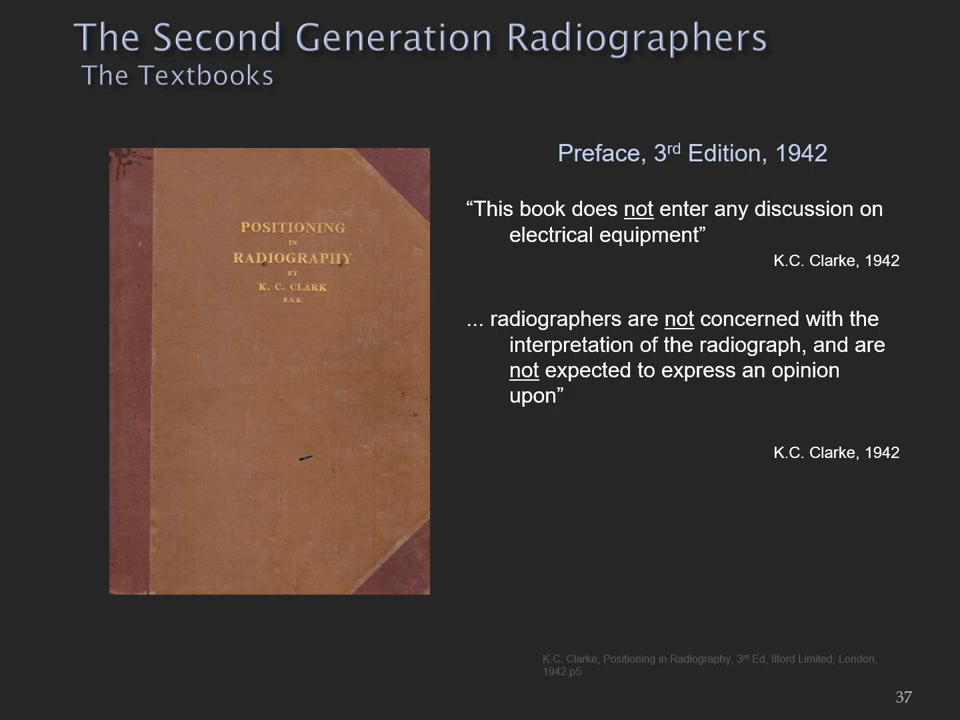 The Second Generation Radiographers
The Textbooks
POSITIONING
IN
RADIOGRAPHY
BY
K. C. CLARK
F.S.R.
Preface, 3rd Edition, 1942
“This book does not enter any discussion on
electrical equipment”
K.C. Clarke, 1942
... radiographers are not concerned with the
interpretation of the radiograph, and are
not expected to express an opinion
upon”
K.C. Clarke, 1942
K.C. Clarke, Positioning in Radiography, 3rd Ed, Ilford Limited, London,
1942.p5
37